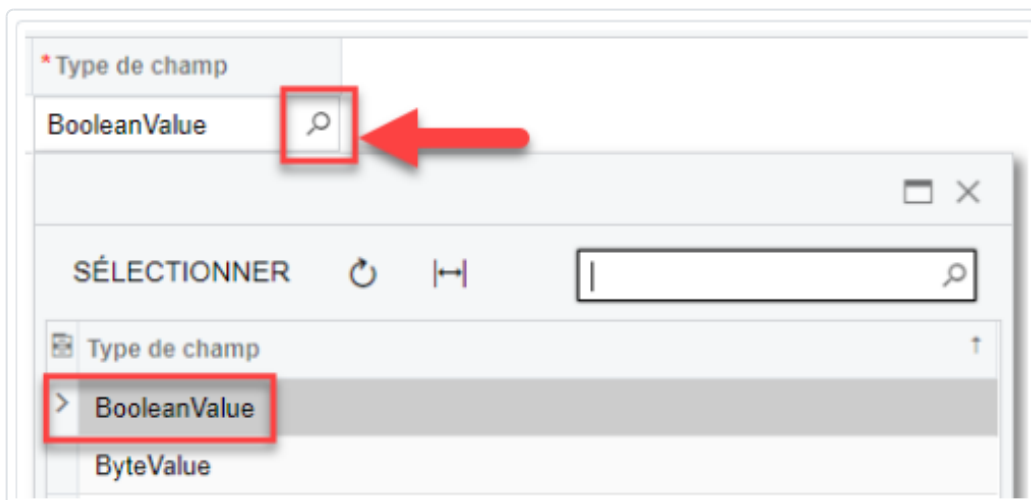 *Type de champ
BooleanValue
SÉLECTIONNER
Type de champ
BooleanValue
ByteValue